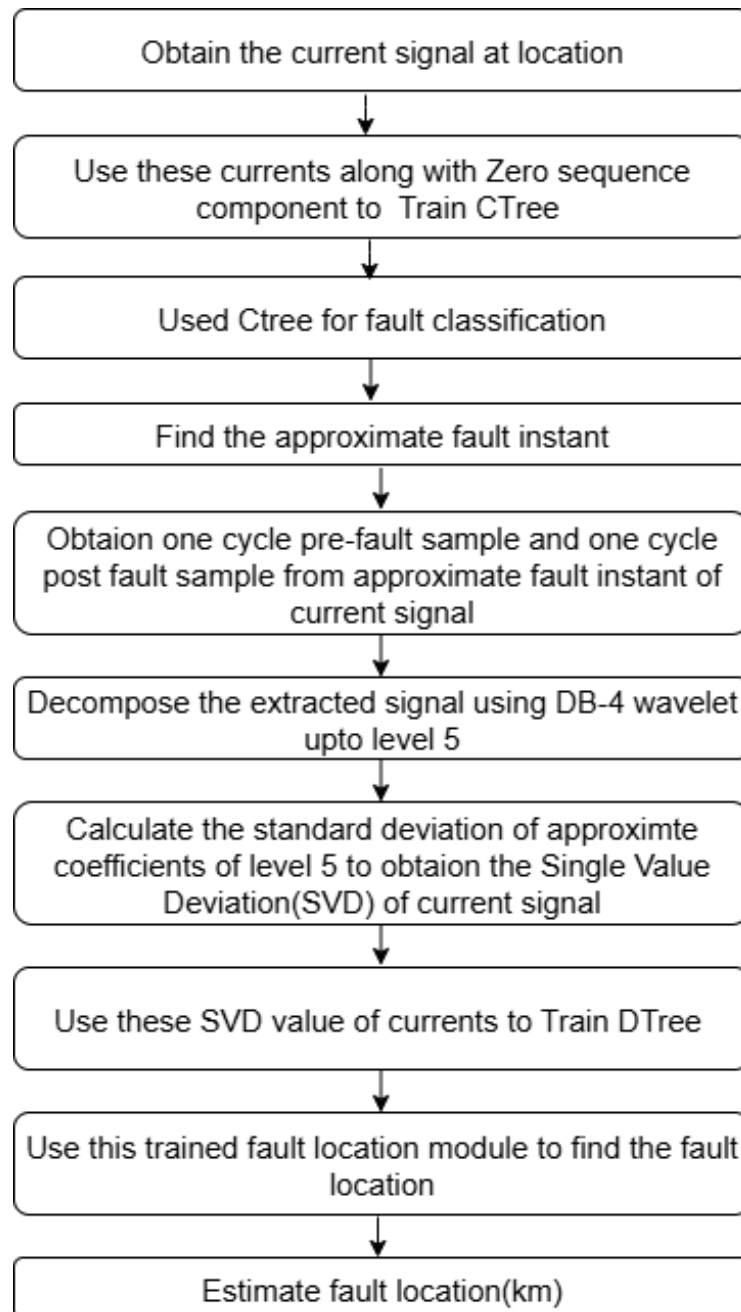 Obtain the current signal at location
Use these currents along with Zero sequence
component to  Train CTree
Used Ctree for fault classification
Find the approximate fault instant
Obtaion one cycle pre-fault sample and one cycle
post fault sample from approximate fault instant of
current signal
Decompose the extracted signal using DB-4 wavelet
upto level 5
Calculate the standard deviation of approximte
coefficients of level 5 to obtaion the Single Value
Deviation(SVD) of current signal
Use these SVD value of currents to Train DTree
Use this trained fault location module to find the fault
location
Estimate fault location(km)